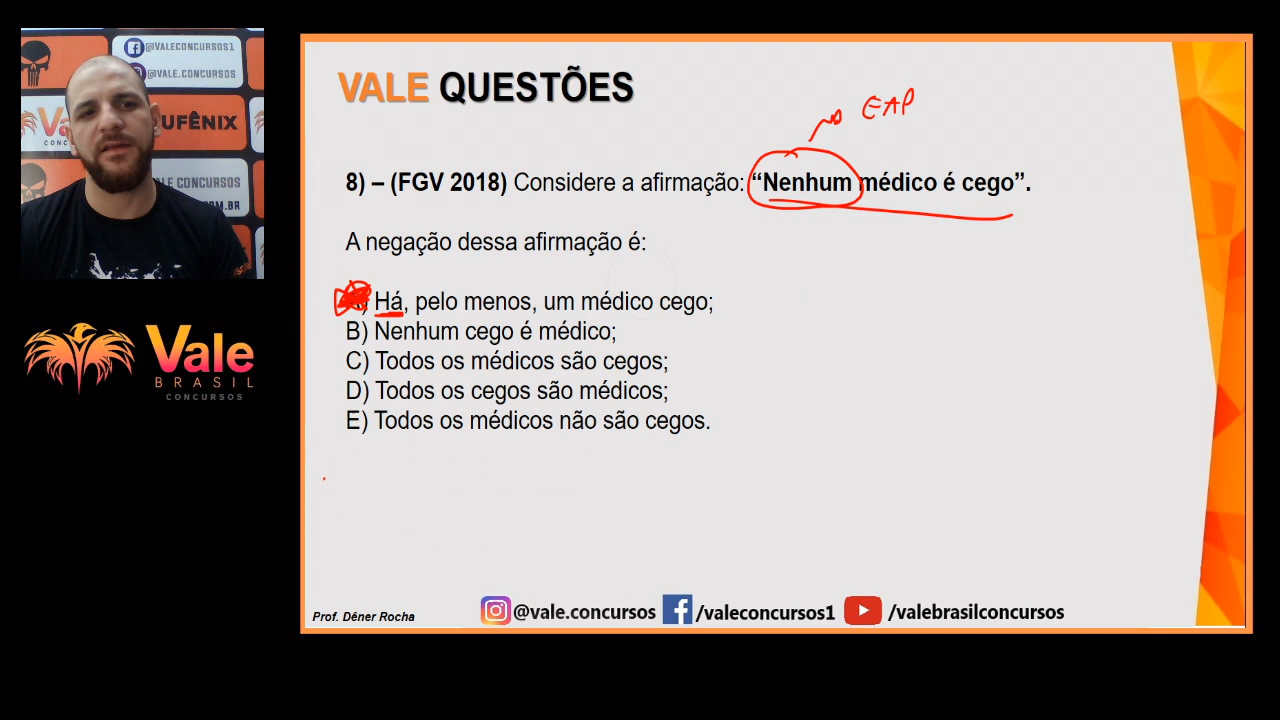 @VALECONCURSOS1
@VALE.CONCURSOS
UFÊNIX
VALE CONCURSOS
Vale
BRASIL
CONCURSOS
VALE QUESTÕES
EAP
8) – (FGV 2018) Considere a afirmação: “Nenhum médico é cego”.
A negação dessa afirmação é:
Há, pelo menos, um médico cego;
B) Nenhum cego é médico;
C) Todos os médicos são cegos;
D) Todos os cegos são médicos;
E) Todos os médicos não são cegos.
Prof. Dêner Rocha
@vale.concursos /valeconcursos1 /valebrasilconcursos